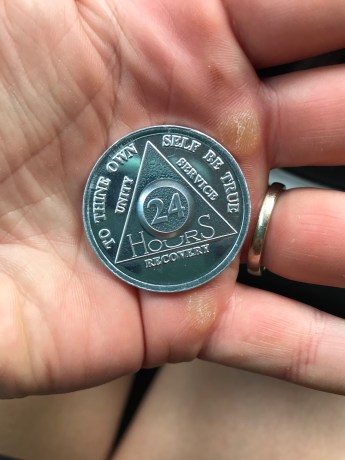 TO THINE OWN SELF BE TRUE
UNITY
SERVICE
24
HOURS
RECOVERY